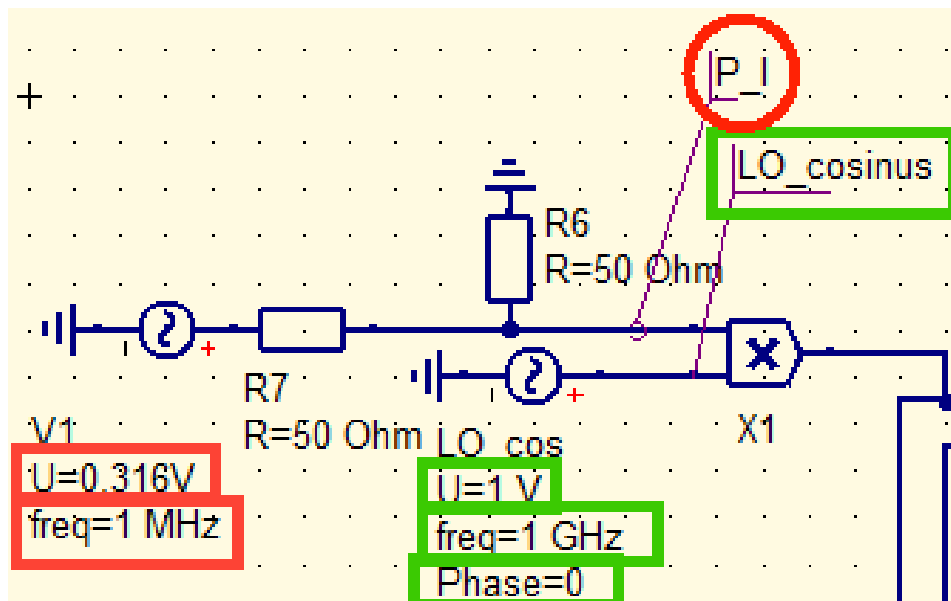 P_I
LO_cosinus
R6
R=50 Ohm
R7
R=50 Ohm
X1
V1
U=0.316V
freq=1 MHz
LO_cos
U=1 V
freq=1 GHz
Phase=0